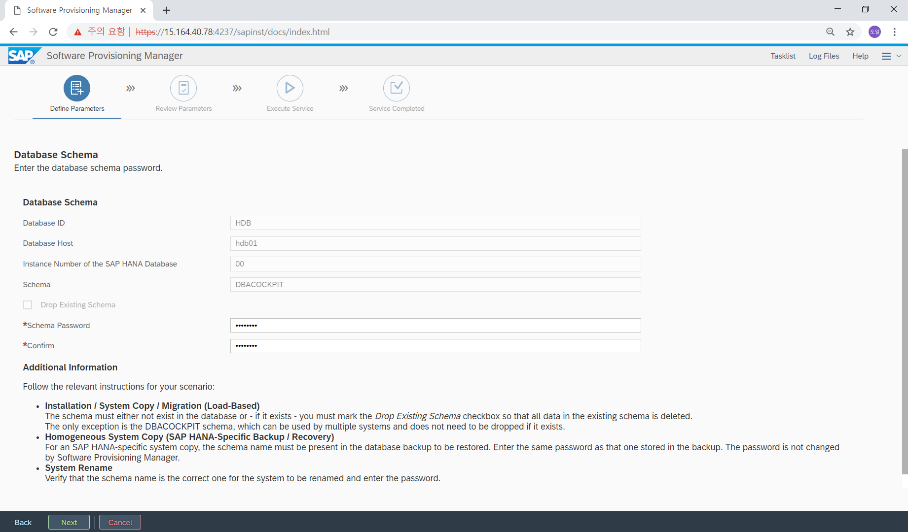 Software Provisioning Manager
주의 요함 | https://15.164.40.78:4237/sapinst/docs/index.html
SAP Software Provisioning Manager
Tasklist Log Files Help
Define Parameters Review Parameters Execute Service Service Completed
Database Schema
Enter the database schema password.
Database Schema
Database ID HDB
Database Host hdb01
Instance Number of the SAP HANA Database 00
Schema DBACOCKPIT
Drop Existing Schema
*Schema Password ••••••••
*Confirm ••••••••
Additional Information
Follow the relevant instructions for your scenario:
• Installation / System Copy / Migration (Load-Based)
The schema must either not exist in the database or - if it exists - you must mark the Drop Existing Schema checkbox so that all data in the existing schema is deleted.
The only exception is the DBACOCKPIT schema, which can be used by multiple systems and does not need to be dropped if it exists.
• Homogeneous System Copy (SAP HANA-Specific Backup / Recovery)
For an SAP HANA-specific system copy, the schema name must be present in the database backup to be restored. Enter the same password as that one stored in the backup. The password is not changed
by Software Provisioning Manager.
• System Rename
Verify that the schema name is the correct one for the system to be renamed and enter the password.
Back Next Cancel